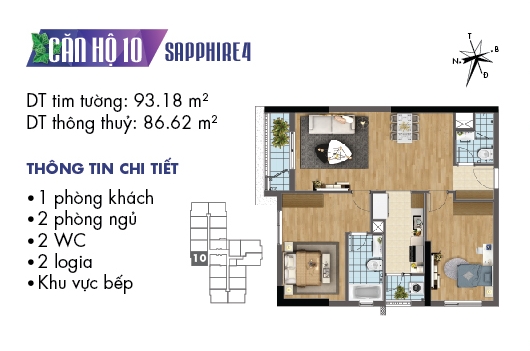 CĂN HỘ 10 SAPPHIRE4
DT tim tường: 93.18 m²
DT thông thuỷ: 86.62 m²
THÔNG TIN CHI TIẾT
• 1 phòng khách
• 2 phòng ngủ
• 2 WC
• 2 logia
• Khu vực bếp
T
B
N
Đ
10